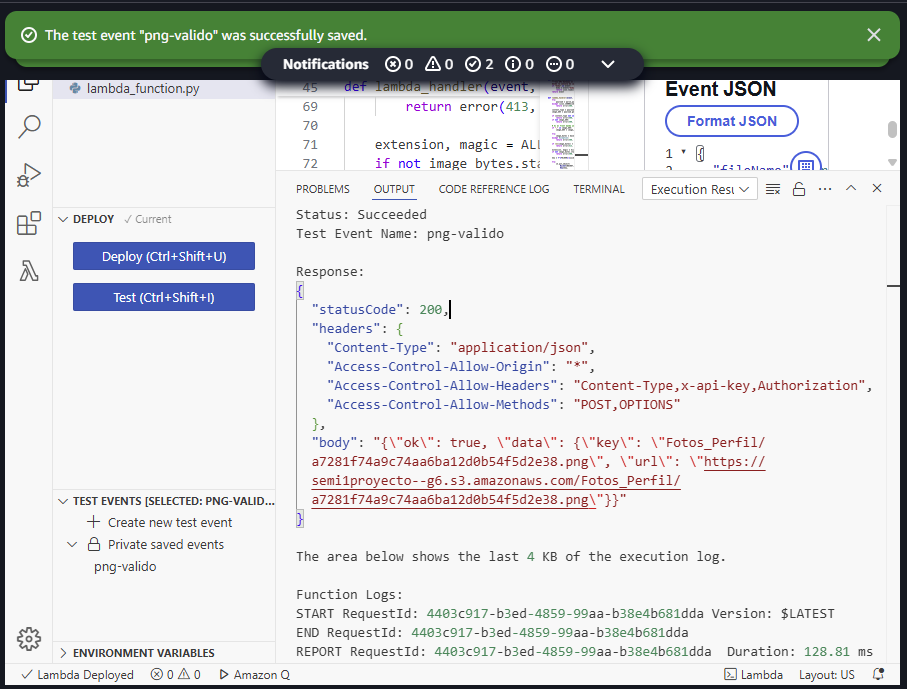 The test event "png-valido" was successfully saved.
Notifications 0 0 2 0 0
lambda_function.py
DEPLOY Current
Deploy (Ctrl+Shift+U)
Test (Ctrl+Shift+I)
TEST EVENTS [SELECTED: PNG-VALID...
Create new test event
Private saved events
png-valido
ENVIRONMENT VARIABLES
45 def lambda_handler(event,
69 return error(413,
70
71 extension, magic = ALL
72 if not image_bytes.sta
Event JSON
Format JSON
1 {
"fileName"
PROBLEMS OUTPUT CODE REFERENCE LOG TERMINAL Execution Resu
Status: Succeeded
Test Event Name: png-valido
Response:
{
"statusCode": 200,
"headers": {
"Content-Type": "application/json",
"Access-Control-Allow-Origin": "*",
"Access-Control-Allow-Headers": "Content-Type,x-api-key,Authorization",
"Access-Control-Allow-Methods": "POST,OPTIONS"
},
"body": "{\"ok\": true, \"data\": {\"key\": \"Fotos_Perfil/
a7281f74a9c74aa6ba12d0b54f5d2e38.png\", \"url\": \"https://
semi1proyecto--g6.s3.amazonaws.com/Fotos_Perfil/
a7281f74a9c74aa6ba12d0b54f5d2e38.png\"}}"
}
The area below shows the last 4 KB of the execution log.
Function Logs:
START RequestId: 4403c917-b3ed-4859-99aa-b38e4b681dda Version: $LATEST
END RequestId: 4403c917-b3ed-4859-99aa-b38e4b681dda
REPORT RequestId: 4403c917-b3ed-4859-99aa-b38e4b681dda Duration: 128.81 ms
Lambda Deployed 0 0 Amazon Q Lambda Layout: US